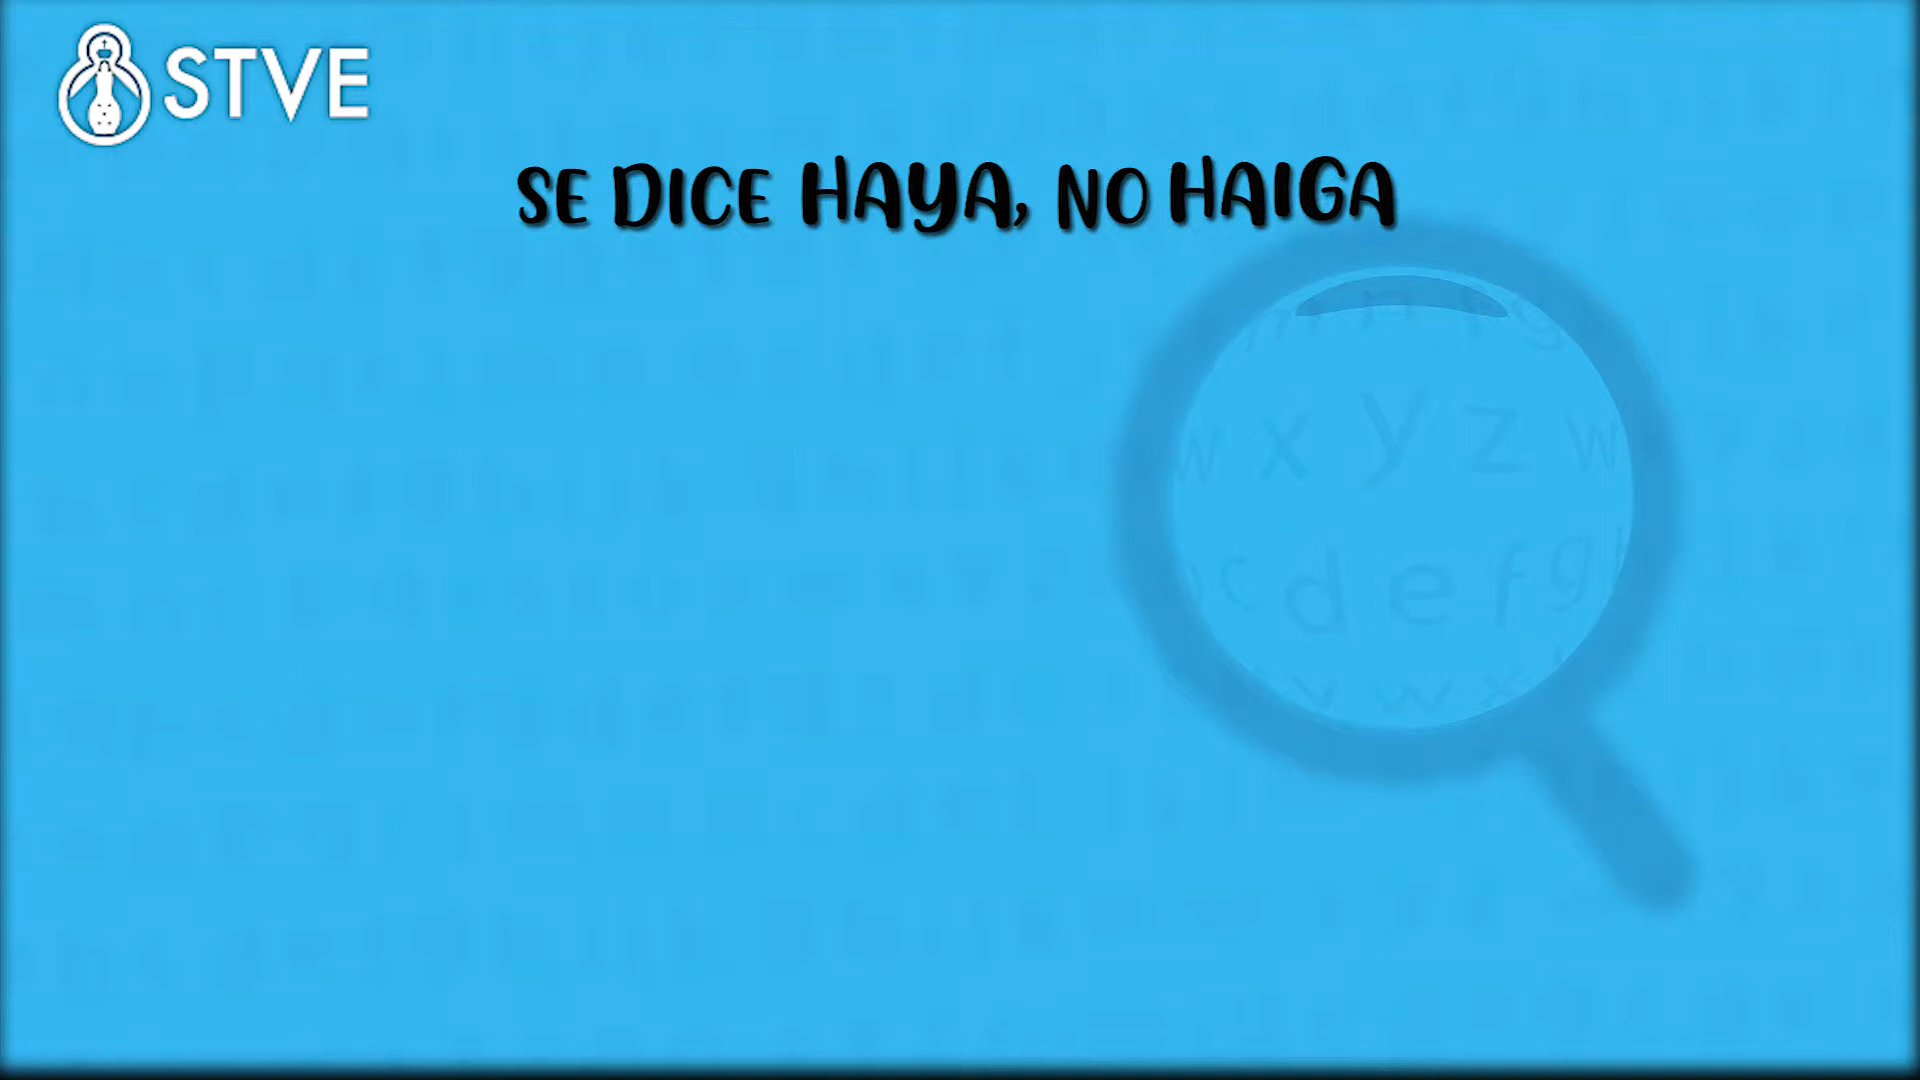 STVE
SE DICE HAYA, NO HAIGA
w x y z w
c d e f g
v w x